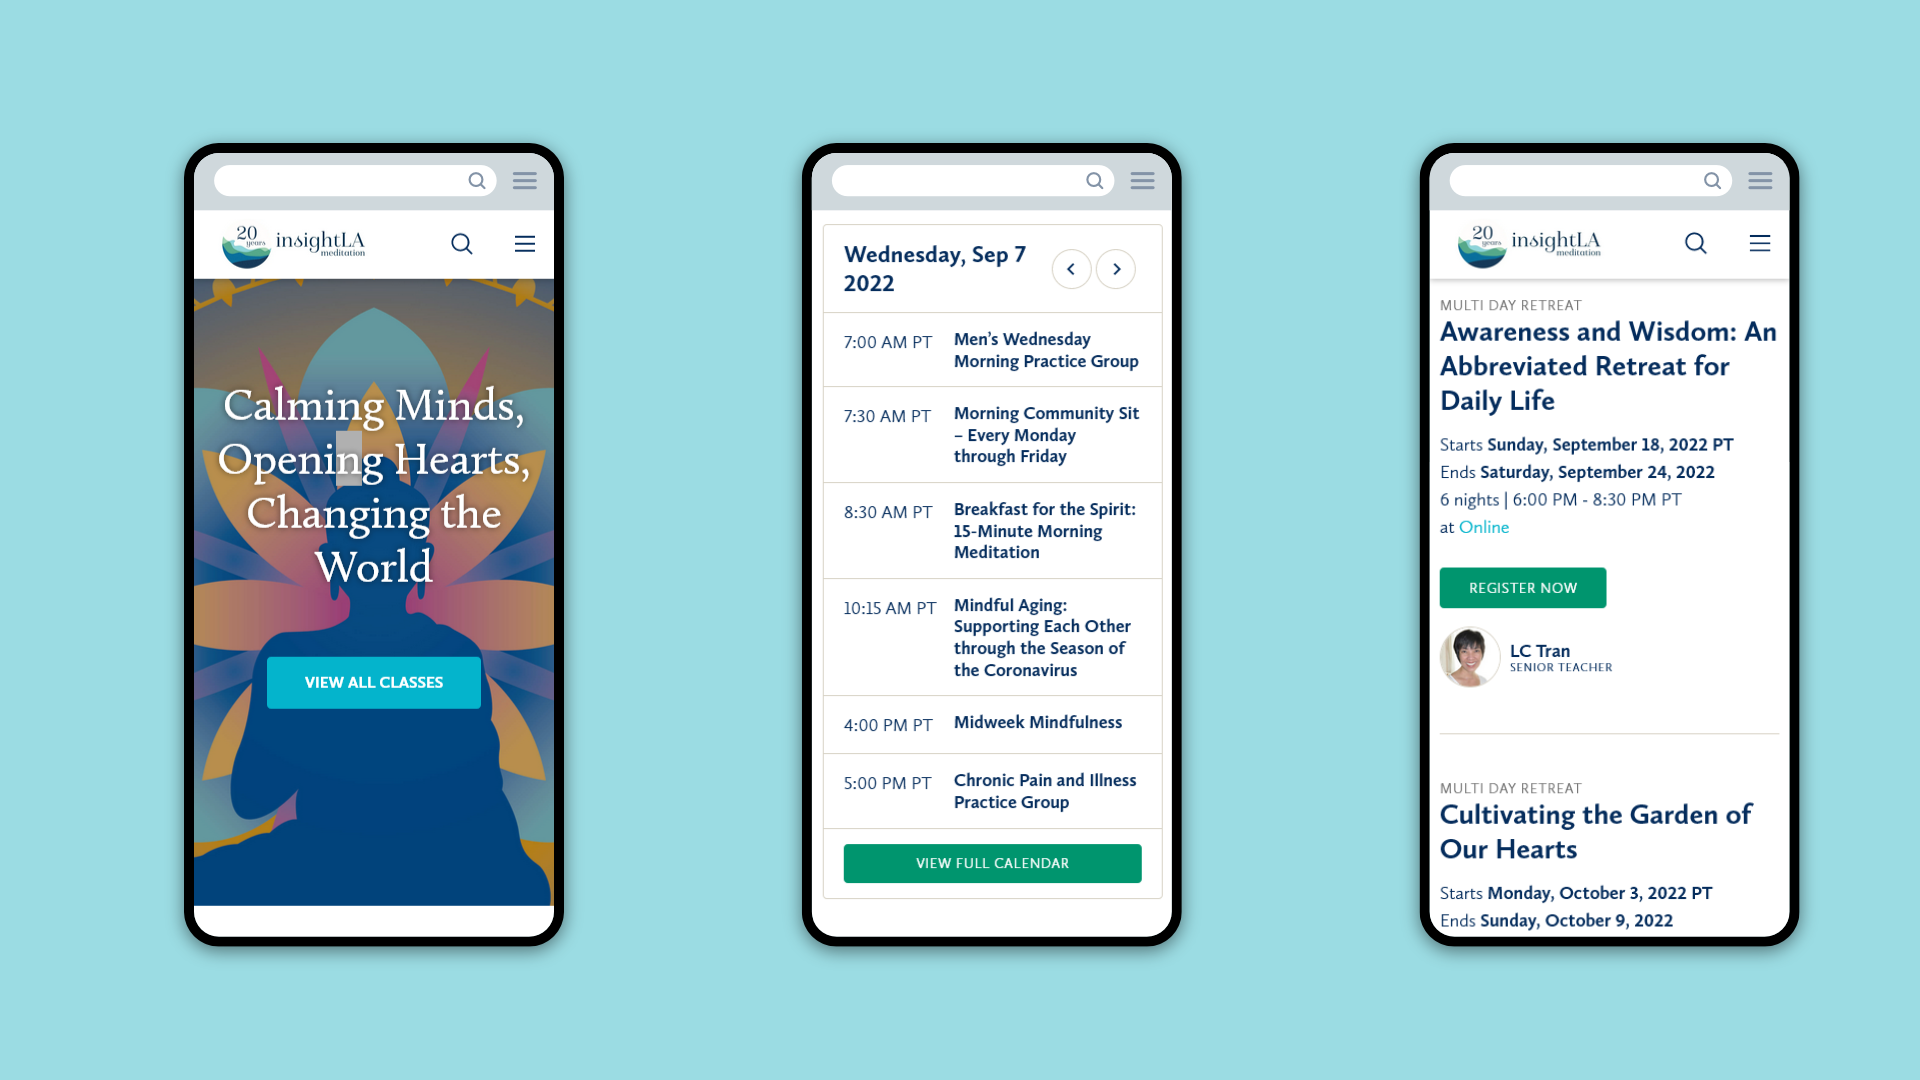 20
years
insightLA
meditation
Calming Minds,
Opening Hearts,
Changing the
World
VIEW ALL CLASSES
Wednesday, Sep 7
2022
7:00 AM PT
Men’s Wednesday
Morning Practice Group
7:30 AM PT
Morning Community Sit
– Every Monday
through Friday
8:30 AM PT
Breakfast for the Spirit:
15-Minute Morning
Meditation
10:15 AM PT
Mindful Aging:
Supporting Each Other
through the Season of
the Coronavirus
4:00 PM PT
Midweek Mindfulness
5:00 PM PT
Chronic Pain and Illness
Practice Group
VIEW FULL CALENDAR
20
years
insightLA
meditation
MULTI DAY RETREAT
Awareness and Wisdom: An
Abbreviated Retreat for
Daily Life
Starts Sunday, September 18, 2022 PT
Ends Saturday, September 24, 2022
6 nights | 6:00 PM - 8:30 PM PT
at Online
REGISTER NOW
LC Tran
SENIOR TEACHER
MULTI DAY RETREAT
Cultivating the Garden of
Our Hearts
Starts Monday, October 3, 2022 PT
Ends Sunday, October 9, 2022